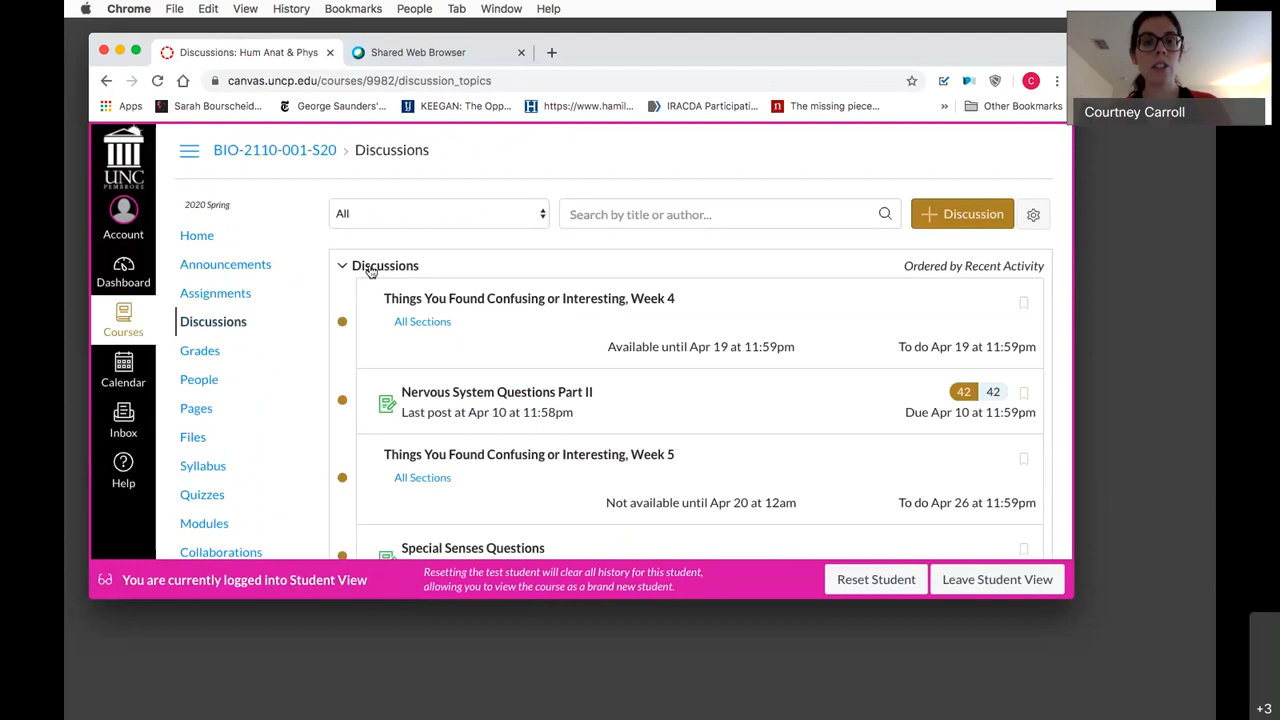 Chrome File Edit View History Bookmarks People Tab Window Help
Discussions: Hum Anat & Phys
Shared Web Browser
canvas.uncp.edu/courses/9982/discussion_topics
C
Apps
Sarah Bourscheid...
George Saunders'...
KEEGAN: The Opp...
https://www.hamil...
IRACDA Participati...
The missing piece...
»
Other Bookmarks
Courtney Carroll
UNC
PEMBROKE
Account
Dashboard
Courses
Calendar
Inbox
Help
BIO-2110-001-S20 › Discussions
2020 Spring
Home
Announcements
Assignments
Discussions
Grades
People
Pages
Files
Syllabus
Quizzes
Modules
Collaborations
All
Search by title or author...
+ Discussion
Discussions
Ordered by Recent Activity
Things You Found Confusing or Interesting, Week 4
All Sections
Available until Apr 19 at 11:59pm
To do Apr 19 at 11:59pm
Nervous System Questions Part II
42 42
Last post at Apr 10 at 11:58pm
Due Apr 10 at 11:59pm
Things You Found Confusing or Interesting, Week 5
All Sections
Not available until Apr 20 at 12am
To do Apr 26 at 11:59pm
Special Senses Questions
You are currently logged into Student View
Resetting the test student will clear all history for this student,
allowing you to view the course as a brand new student.
Reset Student
Leave Student View
+3